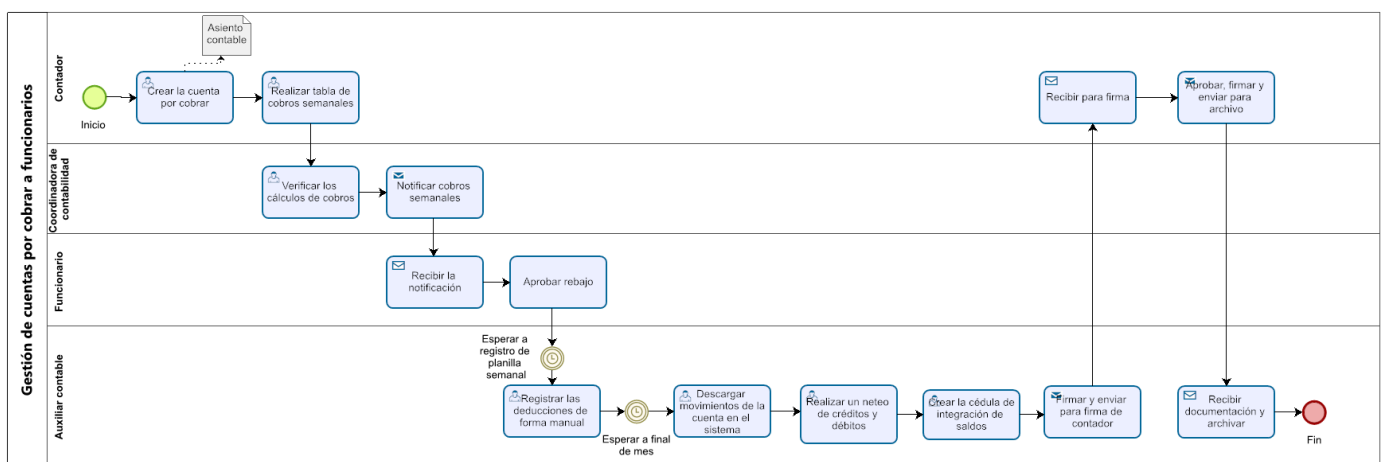 Gestión de cuentas por cobrar a funcionarios
Contador
Inicio
Asiento
contable
Crear la cuenta
por cobrar
Realizar tabla de
cobros semanales
Recibir para firma
Aprobar, firmar y
enviar para
archivo
Coordinadora de
contabilidad
Verificar los
cálculos de cobros
Notificar cobros
semanales
Funcionario
Recibir la
notificación
Aprobar rebajo
Auxiliar contable
Esperar a
registro de
planilla
semanal
Registrar las
deducciones de
forma manual
Esperar a final
de mes
Descargar
movimientos de la
cuenta en el
sistema
Realizar un neteo
de créditos y
débitos
Crear la cédula de
integración de
saldos
Firmar y enviar
para firma de
contador
Recibir
documentación y
archivar
Fin